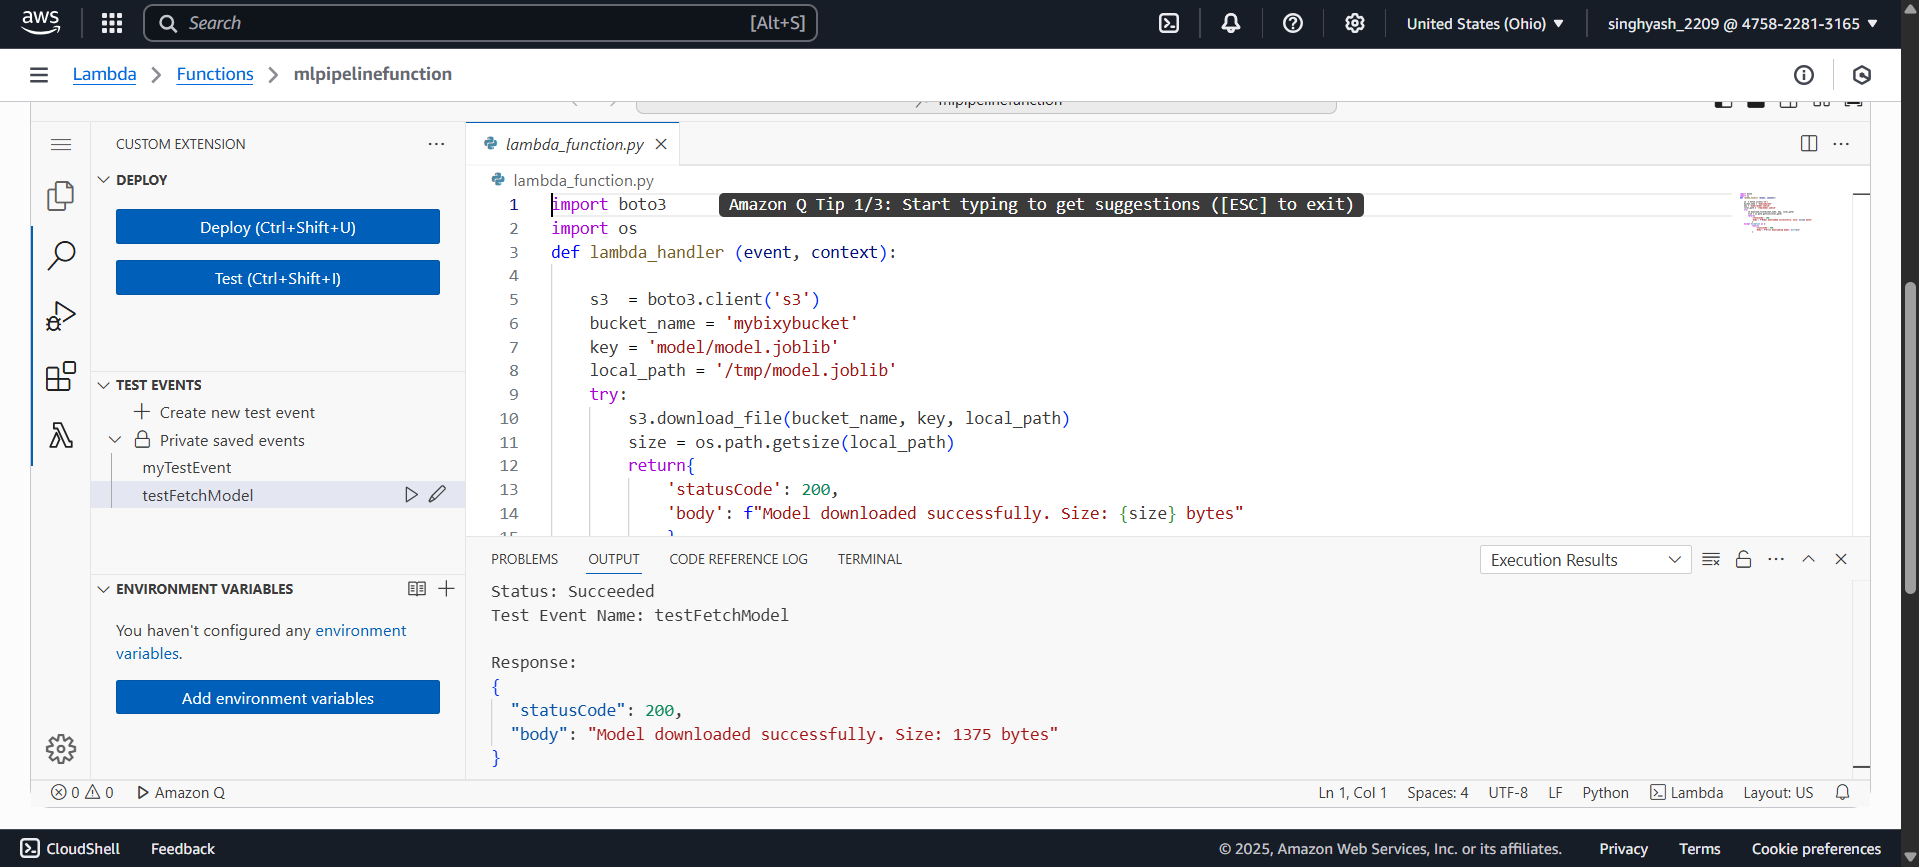 aws
Search [Alt+S]
United States (Ohio) singhyash_2209 @ 4758-2281-3165
Lambda Functions mlpipelinefunction
mlpipelinefunction
CUSTOM EXTENSION
DEPLOY
Deploy (Ctrl+Shift+U)
Test (Ctrl+Shift+I)
TEST EVENTS
Create new test event
Private saved events
myTestEvent
testFetchModel
ENVIRONMENT VARIABLES
You haven't configured any environment
variables.
Add environment variables
lambda_function.py
lambda_function.py
1 import boto3
Amazon Q Tip 1/3: Start typing to get suggestions ([ESC] to exit)
2 import os
3 def lambda_handler (event, context):
4
5 s3  = boto3.client('s3')
6 bucket_name = 'mybixybucket'
7 key = 'model/model.joblib'
8 local_path = '/tmp/model.joblib'
9 try:
10 s3.download_file(bucket_name, key, local_path)
11 size = os.path.getsize(local_path)
12 return{
13 'statusCode': 200,
14 'body': f"Model downloaded successfully. Size: {size} bytes"
15 }
PROBLEMS OUTPUT CODE REFERENCE LOG TERMINAL
Execution Results
Status: Succeeded
Test Event Name: testFetchModel
Response:
{
"statusCode": 200,
"body": "Model downloaded successfully. Size: 1375 bytes"
}
0 0 Amazon Q
Ln 1, Col 1 Spaces: 4 UTF-8 LF Python Lambda Layout: US
CloudShell Feedback
© 2025, Amazon Web Services, Inc. or its affiliates. Privacy Terms Cookie preferences